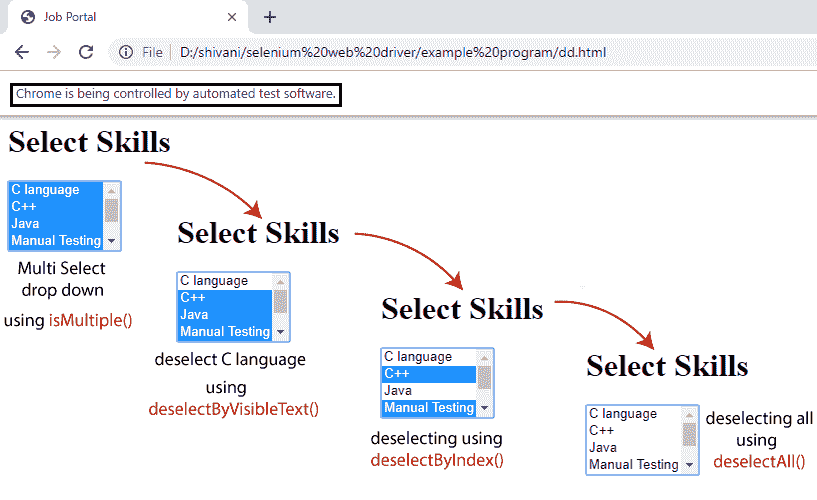 Job Portal
File D:/shivani/selenium%20web%20driver/example%20program/dd.html
Chrome is being controlled by automated test software.
Select Skills
C language
C++
Java
Manual Testing
Multi Select
drop down
using isMultiple()
Select Skills
C language
C++
Java
Manual Testing
deselect C language
using
deselectByVisibleText()
Select Skills
C language
C++
Java
Manual Testing
deselecting using
deselectByIndex()
Select Skills
C language
C++
Java
Manual Testing
deselecting all
using
deselectAll()